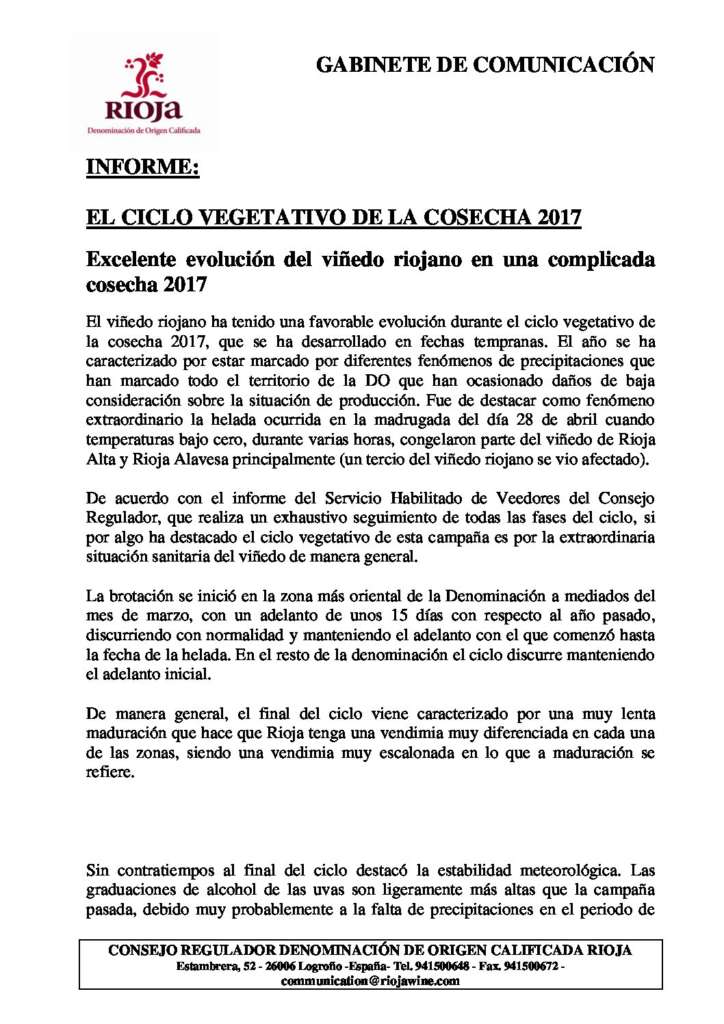 GABINETE DE COMUNICACIÓN
RIOJA
Denominación de Origen Calificada
INFORME:
EL CICLO VEGETATIVO DE LA COSECHA 2017
Excelente evolución del viñedo riojano en una complicada
cosecha 2017
El viñedo riojano ha tenido una favorable evolución durante el ciclo vegetativo de
la cosecha 2017, que se ha desarrollado en fechas tempranas. El año se ha
caracterizado por estar marcado por diferentes fenómenos de precipitaciones que
han marcado todo el territorio de la DO que han ocasionado daños de baja
consideración sobre la situación de producción. Fue de destacar como fenómeno
extraordinario la helada ocurrida en la madrugada del día 28 de abril cuando
temperaturas bajo cero, durante varias horas, congelaron parte del viñedo de Rioja
Alta y Rioja Alavesa principalmente (un tercio del viñedo riojano se vio afectado).
De acuerdo con el informe del Servicio Habilitado de Veedores del Consejo
Regulador, que realiza un exhaustivo seguimiento de todas las fases del ciclo, si
por algo ha destacado el ciclo vegetativo de esta campaña es por la extraordinaria
situación sanitaria del viñedo de manera general.
La brotación se inició en la zona más oriental de la Denominación a mediados del
mes de marzo, con un adelanto de unos 15 días con respecto al año pasado,
discurriendo con normalidad y manteniendo el adelanto con el que comenzó hasta
la fecha de la helada. En el resto de la denominación el ciclo discurre manteniendo
el adelanto inicial.
De manera general, el final del ciclo viene caracterizado por una muy lenta
maduración que hace que Rioja tenga una vendimia muy diferenciada en cada una
de las zonas, siendo una vendimia muy escalonada en lo que a maduración se
refiere.
Sin contratiempos al final del ciclo destacó la estabilidad meteorológica. Las
graduaciones de alcohol de las uvas son ligeramente más altas que la campaña
pasada, debido muy probablemente a la falta de precipitaciones en el periodo de
CONSEJO REGULADOR DENOMINACIÓN DE ORIGEN CALIFICADA RIOJA
Estambrera, 52 - 26006 Logroño -España- Tel. 941500648 - Fax. 941500672 -
communication@riojawine.com